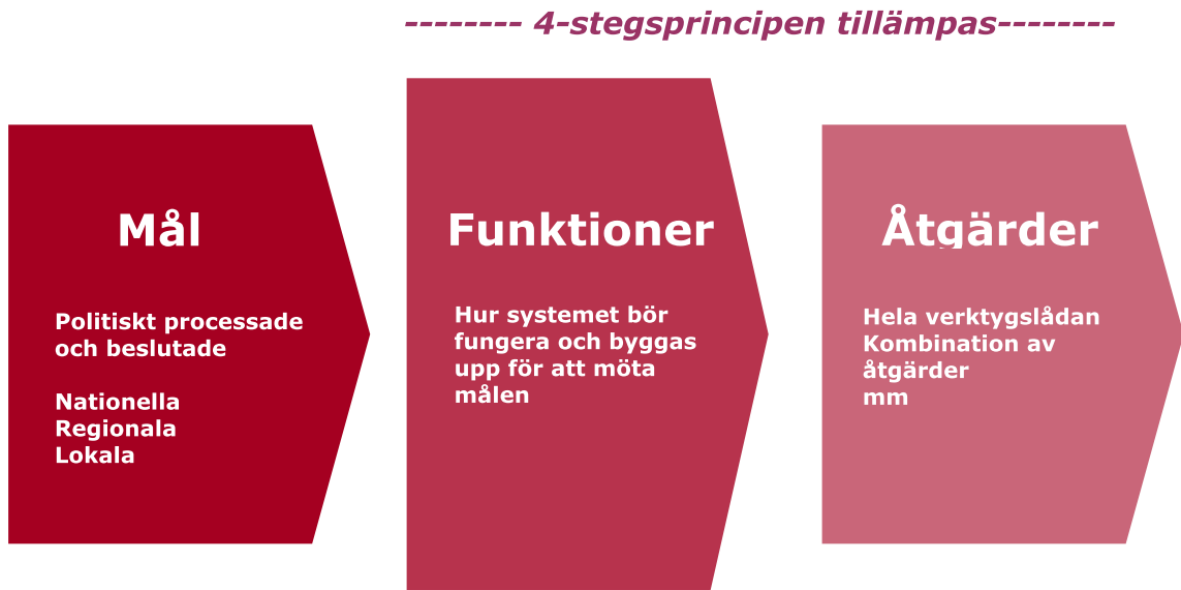 -------- 4-stegsprincipen tillämpas--------
Mål
Politiskt processade
och beslutade
Nationella
Regionala
Lokala
Funktioner
Hur systemet bör
fungera och byggas
upp för att möta
målen
Åtgärder
Hela verktygslådan
Kombination av
åtgärder
mm